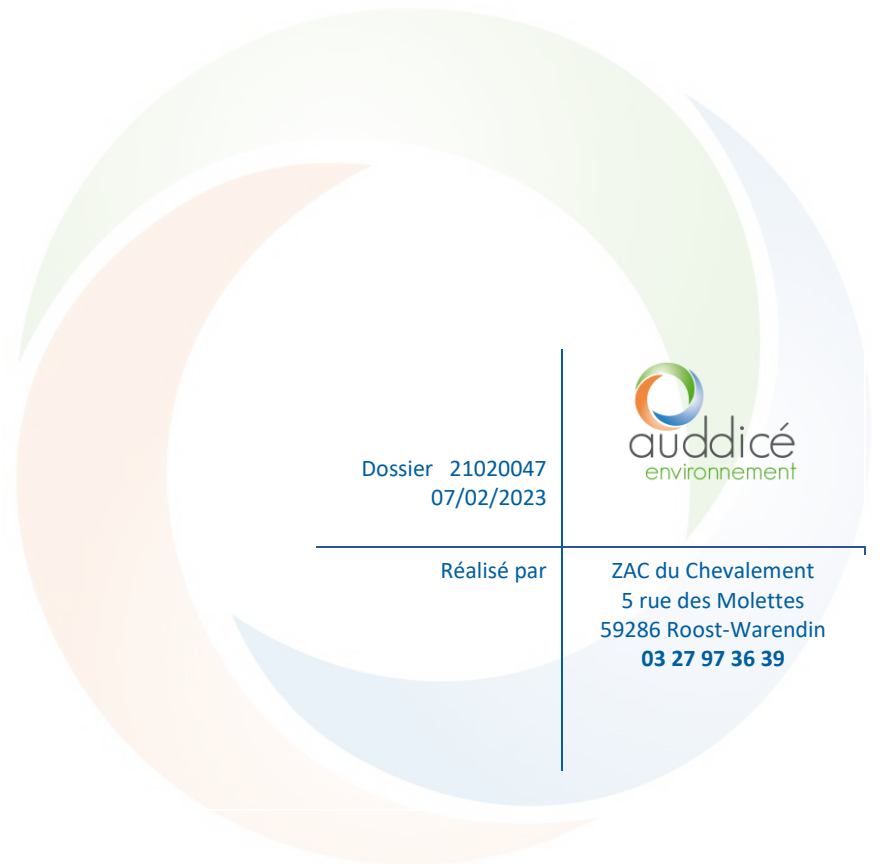 auddicé
environnement
Dossier 21020047
07/02/2023
Réalisé par
ZAC du Chevalement
5 rue des Molettes
59286 Roost-Warendin
03 27 97 36 39